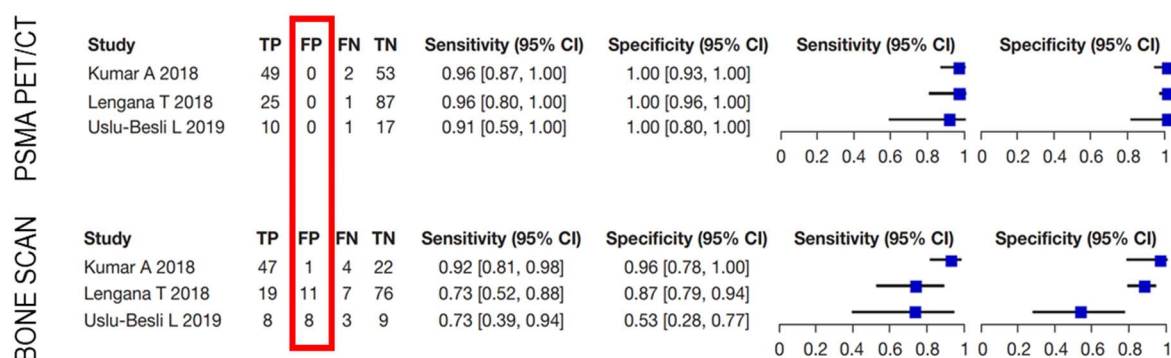 PSMA PET/CT
Study TP FP FN TN Sensitivity (95% CI) Specificity (95% CI) Sensitivity (95% CI) Specificity (95% CI)
Kumar A 2018 49 0 2 53 0.96 [0.87, 1.00] 1.00 [0.93, 1.00]
Lengana T 2018 25 0 1 87 0.96 [0.80, 1.00] 1.00 [0.96, 1.00]
Uslu-Besli L 2019 10 0 1 17 0.91 [0.59, 1.00] 1.00 [0.80, 1.00]
0 0.2 0.4 0.6 0.8 1 0 0.2 0.4 0.6 0.8 1
BONE SCAN
Study TP FP FN TN Sensitivity (95% CI) Specificity (95% CI) Sensitivity (95% CI) Specificity (95% CI)
Kumar A 2018 47 1 4 22 0.92 [0.81, 0.98] 0.96 [0.78, 1.00]
Lengana T 2018 19 11 7 76 0.73 [0.52, 0.88] 0.87 [0.79, 0.94]
Uslu-Besli L 2019 8 8 3 9 0.73 [0.39, 0.94] 0.53 [0.28, 0.77]
0 0.2 0.4 0.6 0.8 1 0 0.2 0.4 0.6 0.8 1